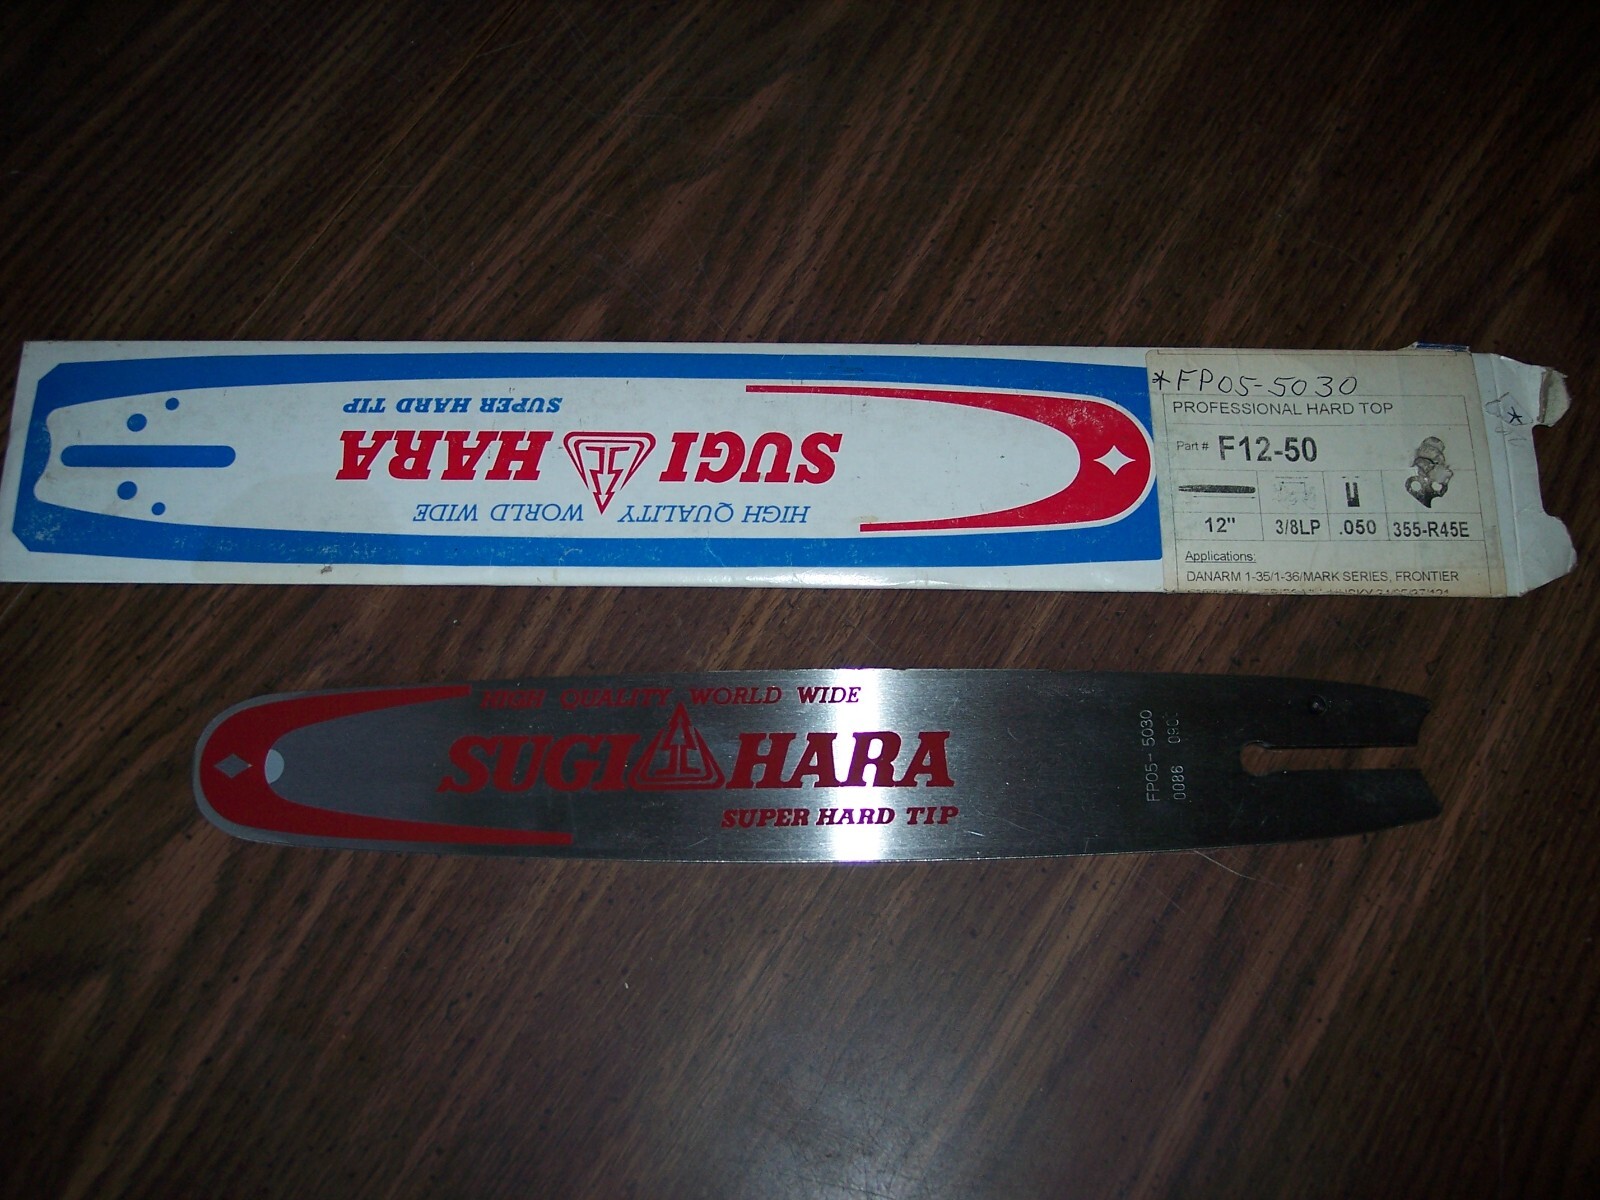 SUPER HARD TIP
SUGI HARA
HIGH QUALITY WORLD WIDE
*FP05-5030
PROFESSIONAL HARD TOP
Part # F12-50
12" 3/8LP .050 355-R45E
Applications:
DANARM 1-35/1-36/MARK SERIES, FRONTIER
HIGH QUALITY WORLD WIDE
SUGI HARA
SUPER HARD TIP
FP05-5030
0086 0901